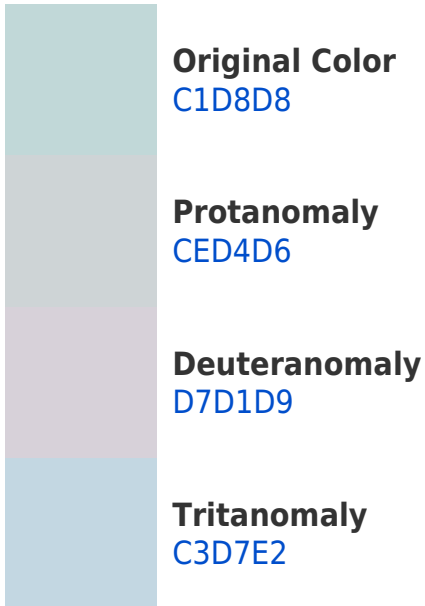 Original Color
C1D8D8
Protanomaly
CED4D6
Deuteranomaly
D7D1D9
Tritanomaly
C3D7E2